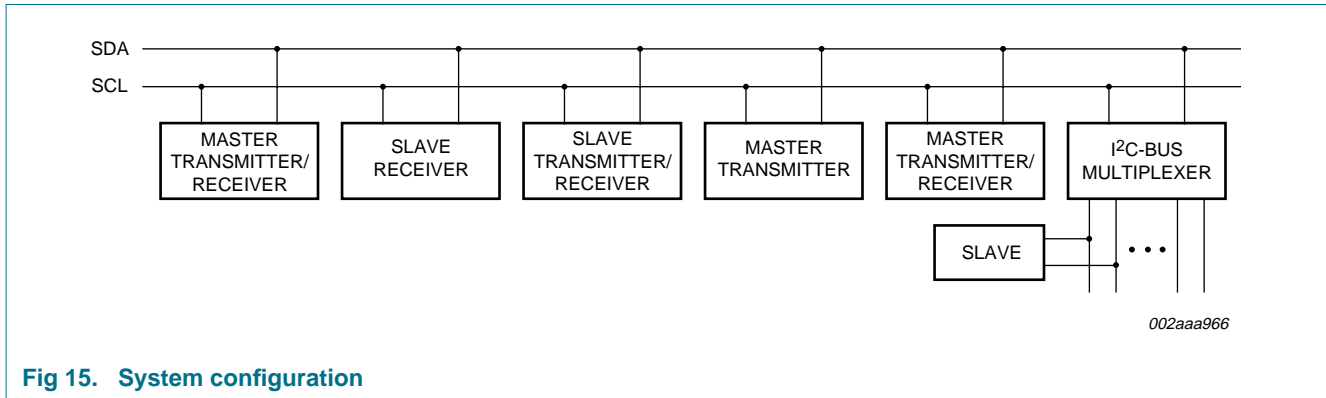 SDA
SCL
MASTER
TRANSMITTER/
RECEIVER
SLAVE
RECEIVER
SLAVE
TRANSMITTER/
RECEIVER
MASTER
TRANSMITTER
MASTER
TRANSMITTER/
RECEIVER
I²C-BUS
MULTIPLEXER
SLAVE
002aaa966
Fig 15. System configuration